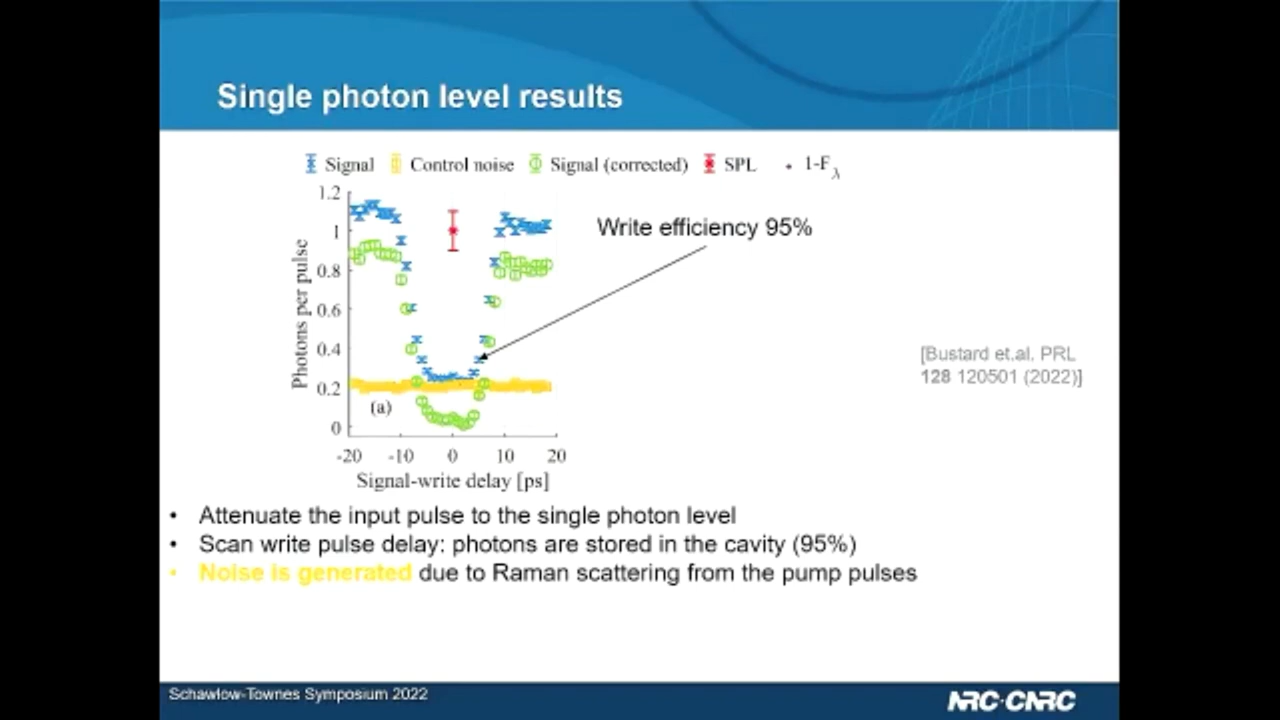 Single photon level results
Signal Control noise Signal (corrected) SPL 1-Fλ
1.2
1
0.8
0.6
0.4
0.2
0
Photons per pulse
(a)
-20 -10 0 10 20
Signal-write delay [ps]
Write efficiency 95%
[Bustard et.al. PRL
128 120501 (2022)]
• Attenuate the input pulse to the single photon level
• Scan write pulse delay: photons are stored in the cavity (95%)
• Noise is generated due to Raman scattering from the pump pulses
Schawlow-Townes Symposium 2022
NRC·CNRC